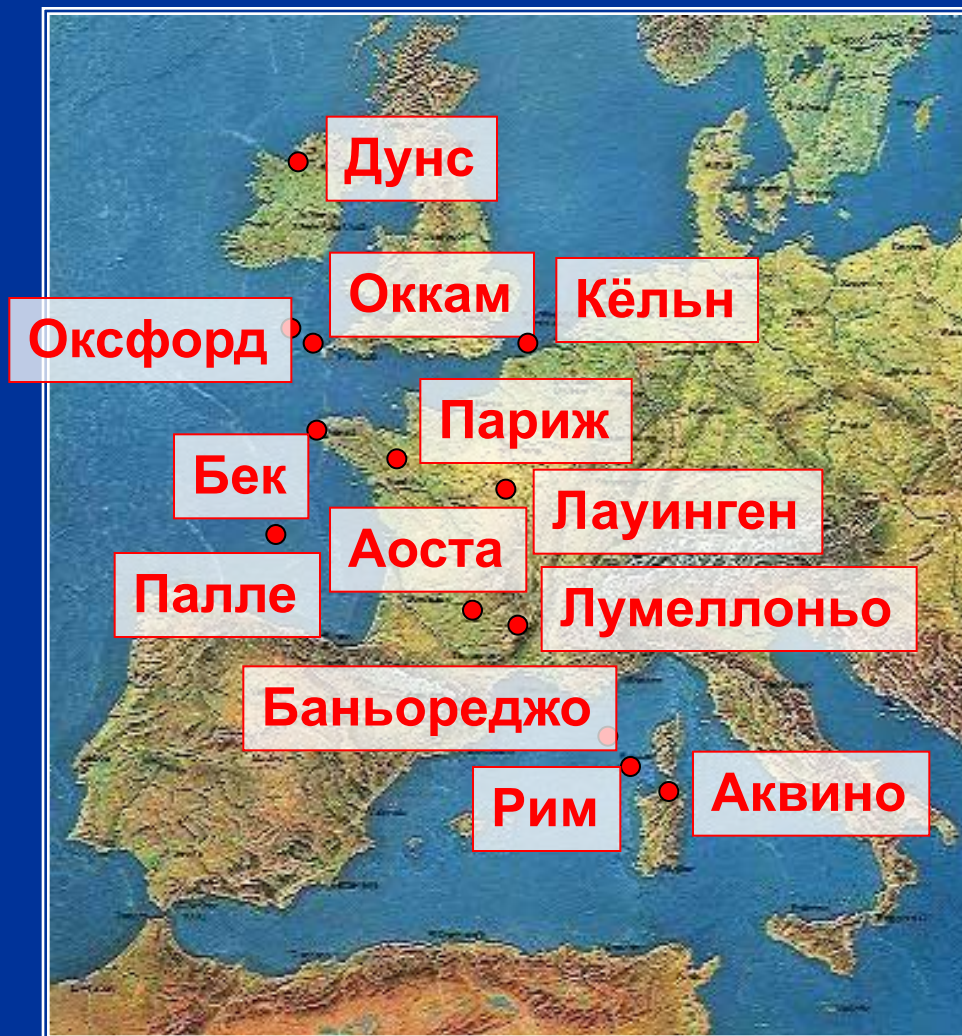 Дунс
Оккам
Кёльн
Оксфорд
Париж
Бек
Лауинген
Аоста
Палле
Лумеллоньо
Баньореджо
Рим
Аквино